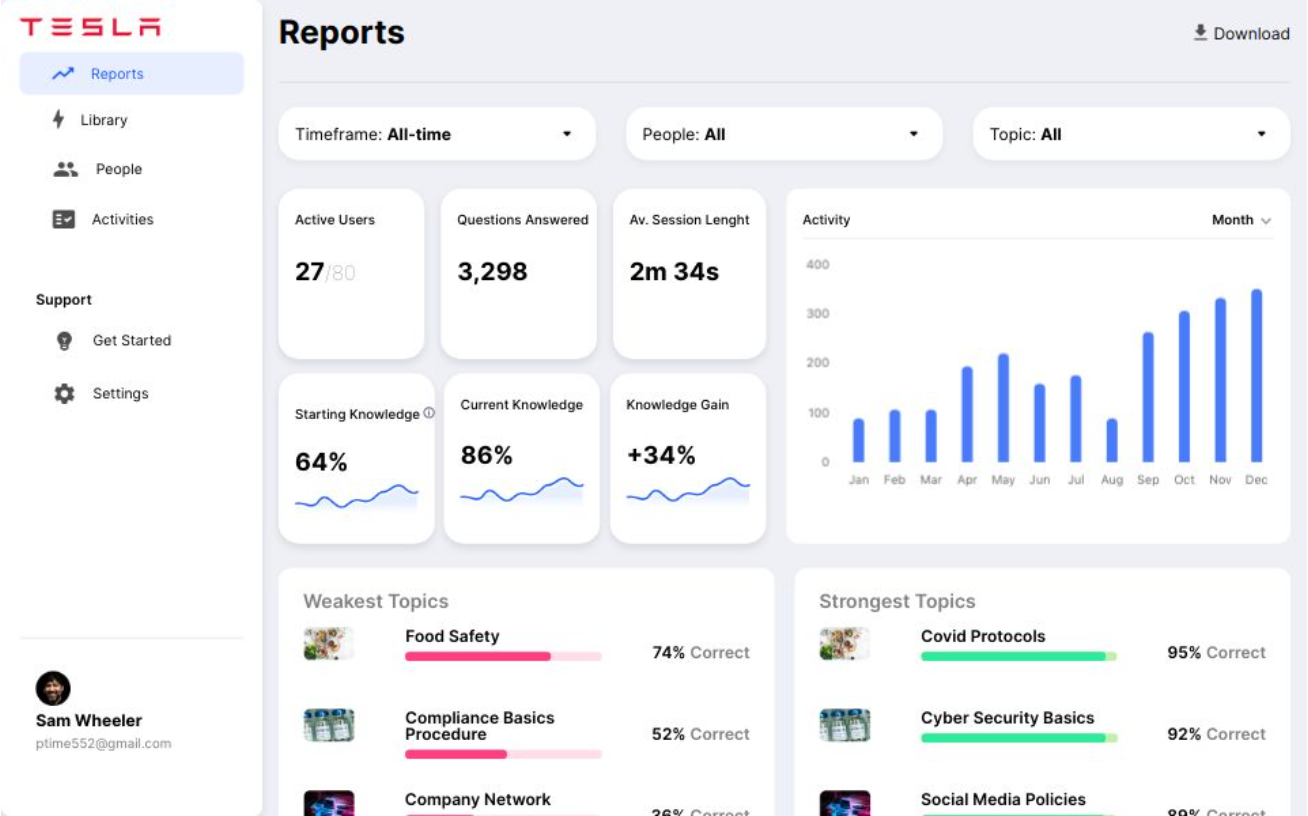 TESLA
Reports
Library
People
Activities
Support
Get Started
Settings
Sam Wheeler
ptime552@gmail.com
Reports
Download
Timeframe: All-time
People: All
Topic: All
Active Users
27/80
Questions Answered
3,298
Av. Session Lenght
2m 34s
Starting Knowledge
64%
Current Knowledge
86%
Knowledge Gain
+34%
Activity
Month
400
300
200
100
0
Jan Feb Mar Apr May Jun Jul Aug Sep Oct Nov Dec
Weakest Topics
Food Safety
74% Correct
Compliance Basics
Procedure
52% Correct
Company Network
36% Correct
Strongest Topics
Covid Protocols
95% Correct
Cyber Security Basics
92% Correct
Social Media Policies
89% Correct